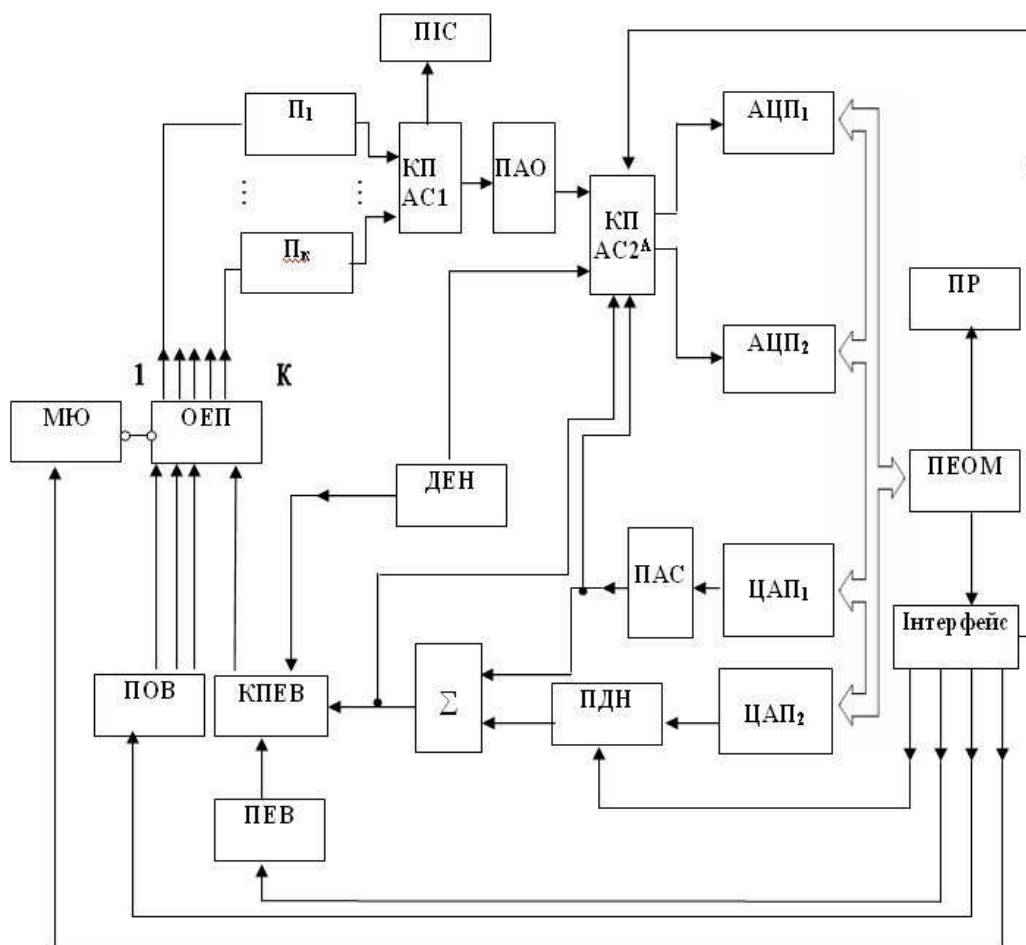 ПІС
П1
АЦП1
КП
АС1
ПАО
КП
АС2А
Пк
ПР
АЦП2
1
К
МЮ
ОЕП
ДЕН
ПЕОМ
ПАС
ЦАП1
Інтерфейс
ПОВ
КПЕВ
Σ
ПДН
ЦАП2
ПЕВ